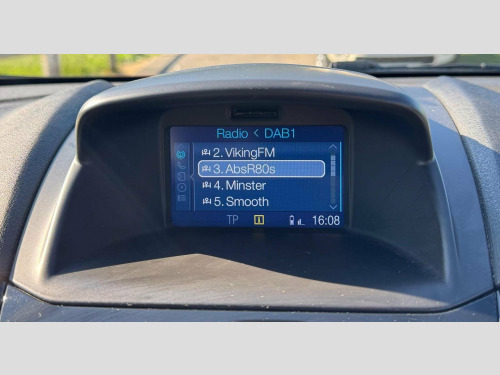 Radio < DAB1
2. VikingFM
3. AbsR80s
4. Minster
5. Smooth
TP i 16:08